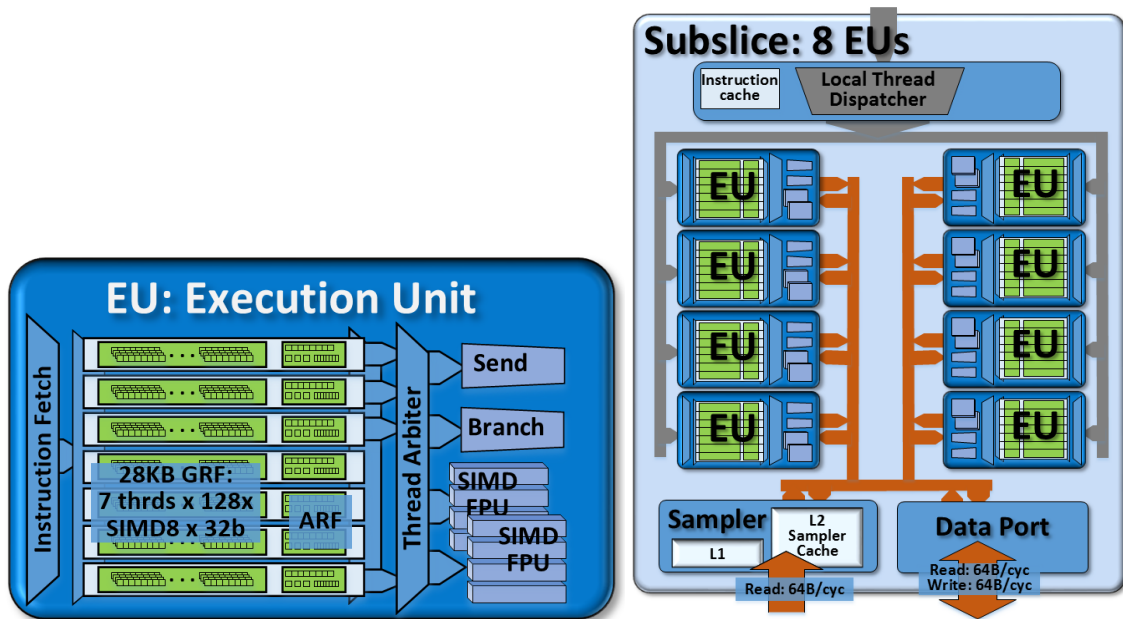 EU: Execution Unit
Instruction Fetch
28KB GRF:
7 thrds x 128x
SIMD8 x 32b
ARF
Thread Arbiter
Send
Branch
SIMD
FPU
SIMD
FPU
Subslice: 8 EUs
Instruction
cache
Local Thread
Dispatcher
EU
EU
EU
EU
EU
EU
EU
EU
Sampler
L1
L2
Sampler
Cache
Read: 64B/cyc
Data Port
Read: 64B/cyc
Write: 64B/cyc